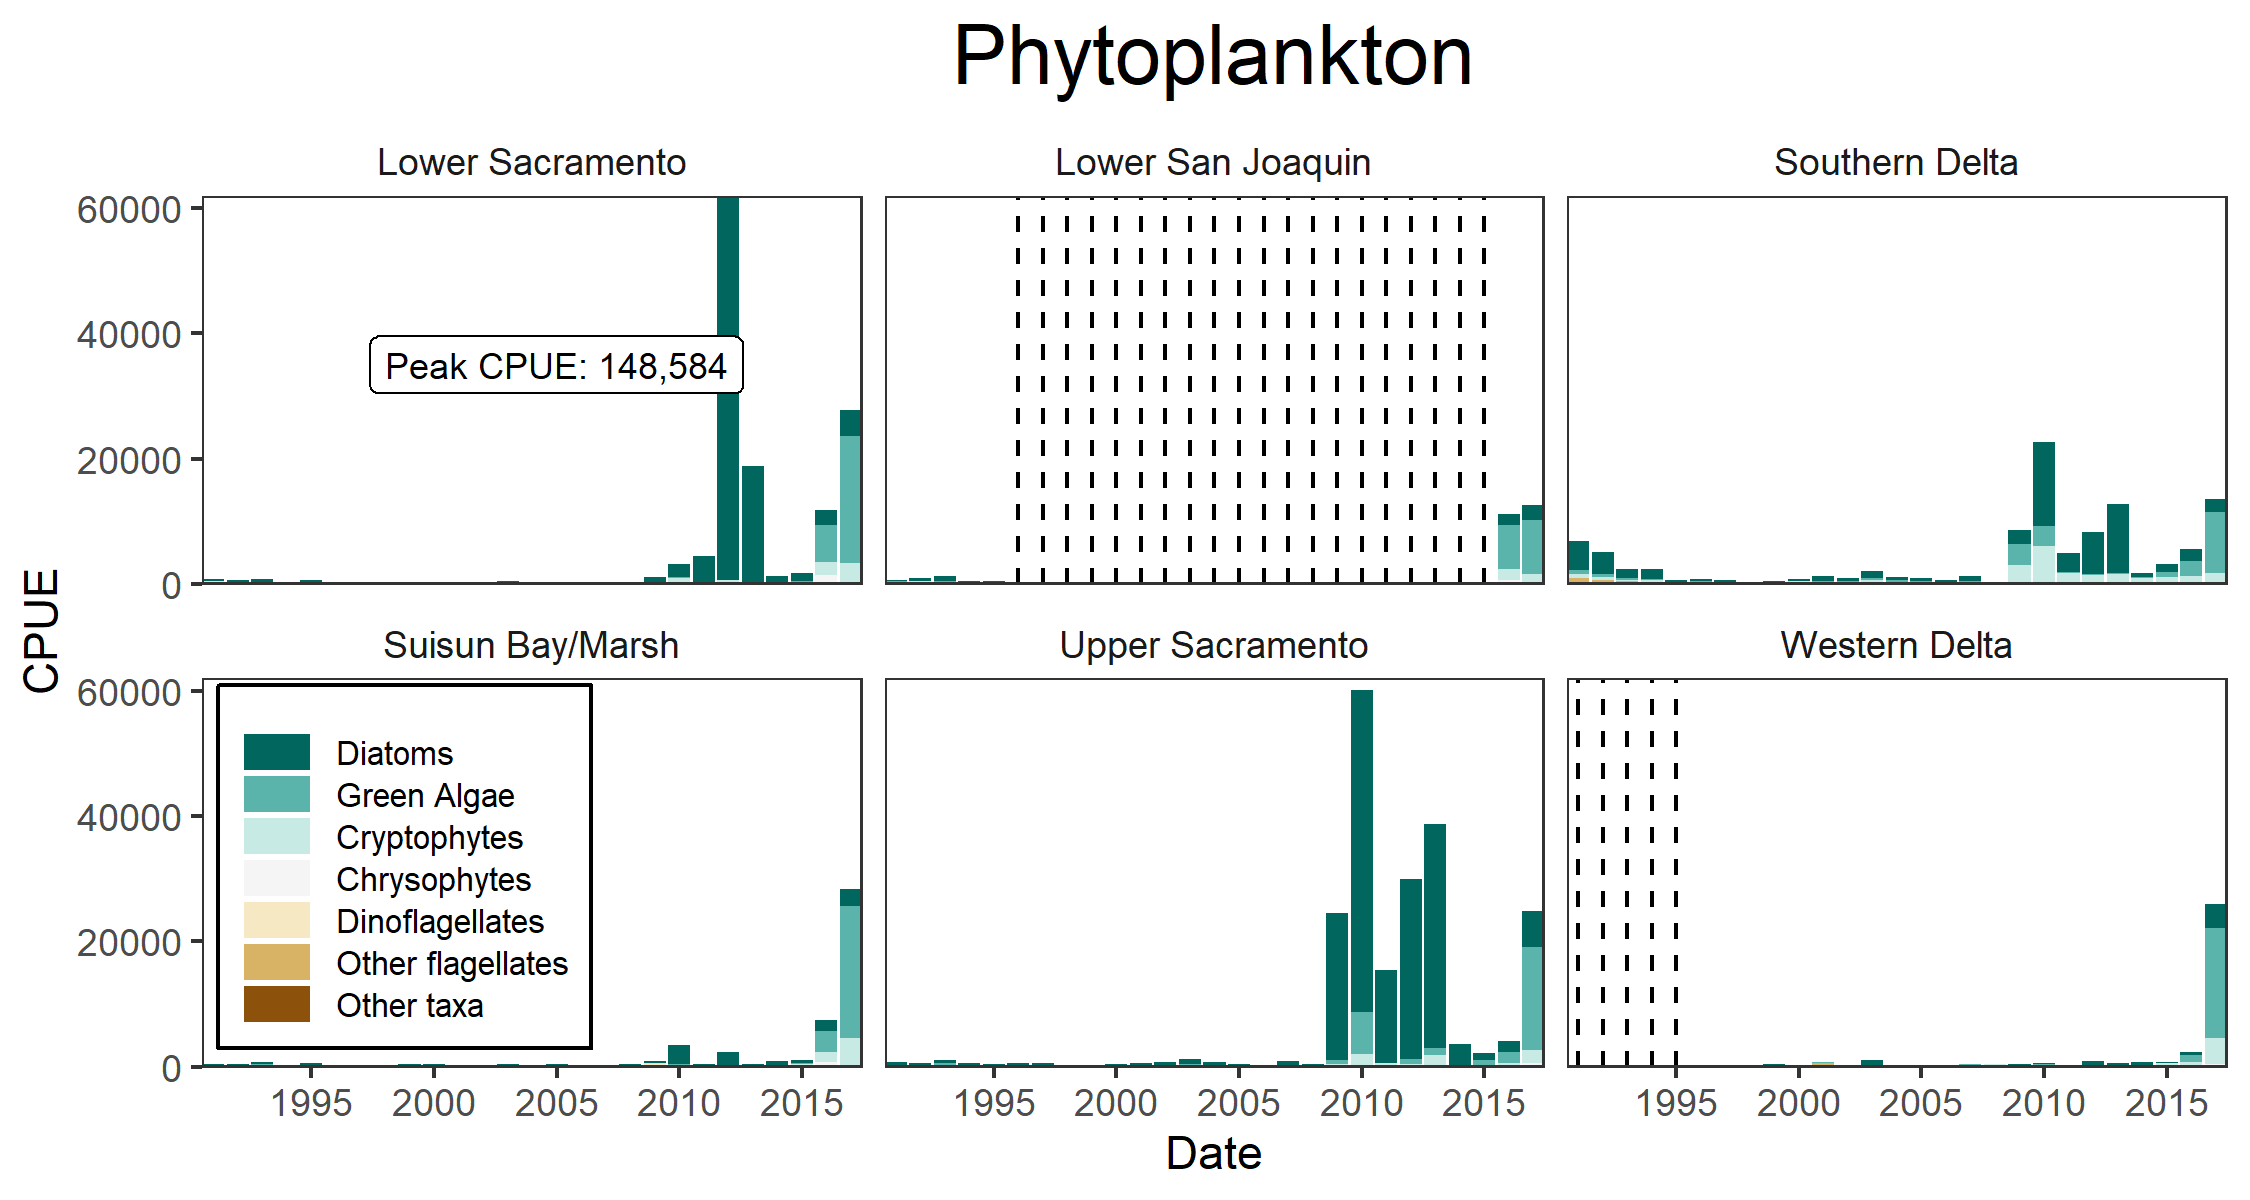 Phytoplankton
Lower Sacramento
Lower San Joaquin
Southern Delta
60000
40000
20000
0
Peak CPUE: 148,584
CPUE
Suisun Bay/Marsh
Upper Sacramento
Western Delta
60000
40000
20000
0
Diatoms
Green Algae
Cryptophytes
Chrysophytes
Dinoflagellates
Other flagellates
Other taxa
1995 2000 2005 2010 2015
1995 2000 2005 2010 2015
1995 2000 2005 2010 2015
Date